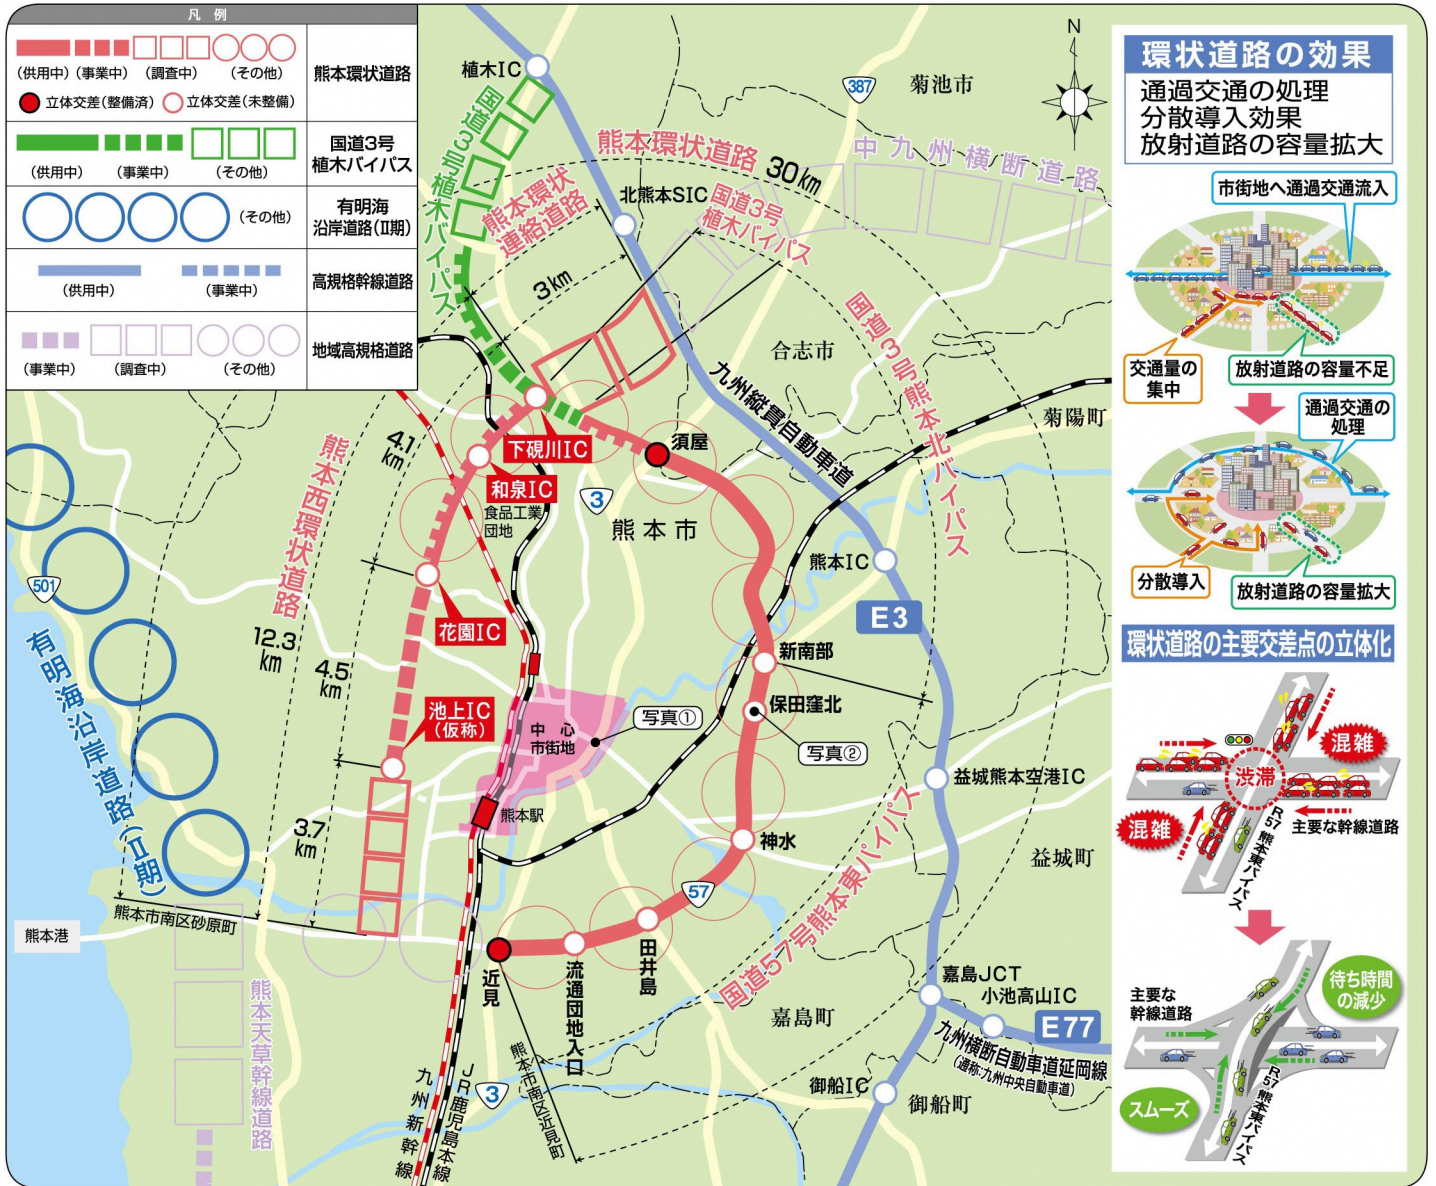 凡 例
(供用中) (事業中) (調査中) (その他)
立体交差(整備済) 立体交差(未整備)
熊本環状道路
(供用中) (事業中) (その他)
国道3号
植木バイパス
(その他)
有明海
沿岸道路(Ⅱ期)
(供用中) (事業中)
高規格幹線道路
(事業中) (調査中) (その他)
地域高規格道路
植木IC
国道3号植木バイパス
熊本環状
連絡道路
3km
熊本環状道路
30km
北熊本SIC
国道3号
植木バイパス
387
菊池市
N
中九州横断道路
国道3号熊本北バイパス
合志市
九州縦貫自動車道
菊陽町
下硯川IC
須屋
和泉IC
食品工業
団地
3
熊本市
熊本西環状道路
4.1
km
12.3
km
4.5
km
3.7
km
501
有明海沿岸道路(Ⅱ期)
花園IC
池上IC
(仮称)
中心
市街地
写真①
熊本駅
熊本IC
E3
新南部
保田窪北
写真②
益城熊本空港IC
神水
益城町
57
国道57号熊本東バイパス
田井島
流通団地入口
近見
熊本市南区砂原町
熊本港
熊本天草幹線道路
熊本市南区近見町
3
九州新幹線
JR鹿児島本線
嘉島町
嘉島JCT
小池高山IC
E77
九州横断自動車道延岡線
(通称:九州中央自動車道)
御船IC
御船町
環状道路の効果
通過交通の処理
分散導入効果
放射道路の容量拡大
市街地へ通過交通流入
交通量の
集中
放射道路の容量不足
通過交通の
処理
分散導入
放射道路の容量拡大
環状道路の主要交差点の立体化
混雑
渋滞
混雑
主要な幹線道路
R57熊本東バイパス
主要な
幹線道路
待ち時間
の減少
スムーズ
R57熊本東バイパス